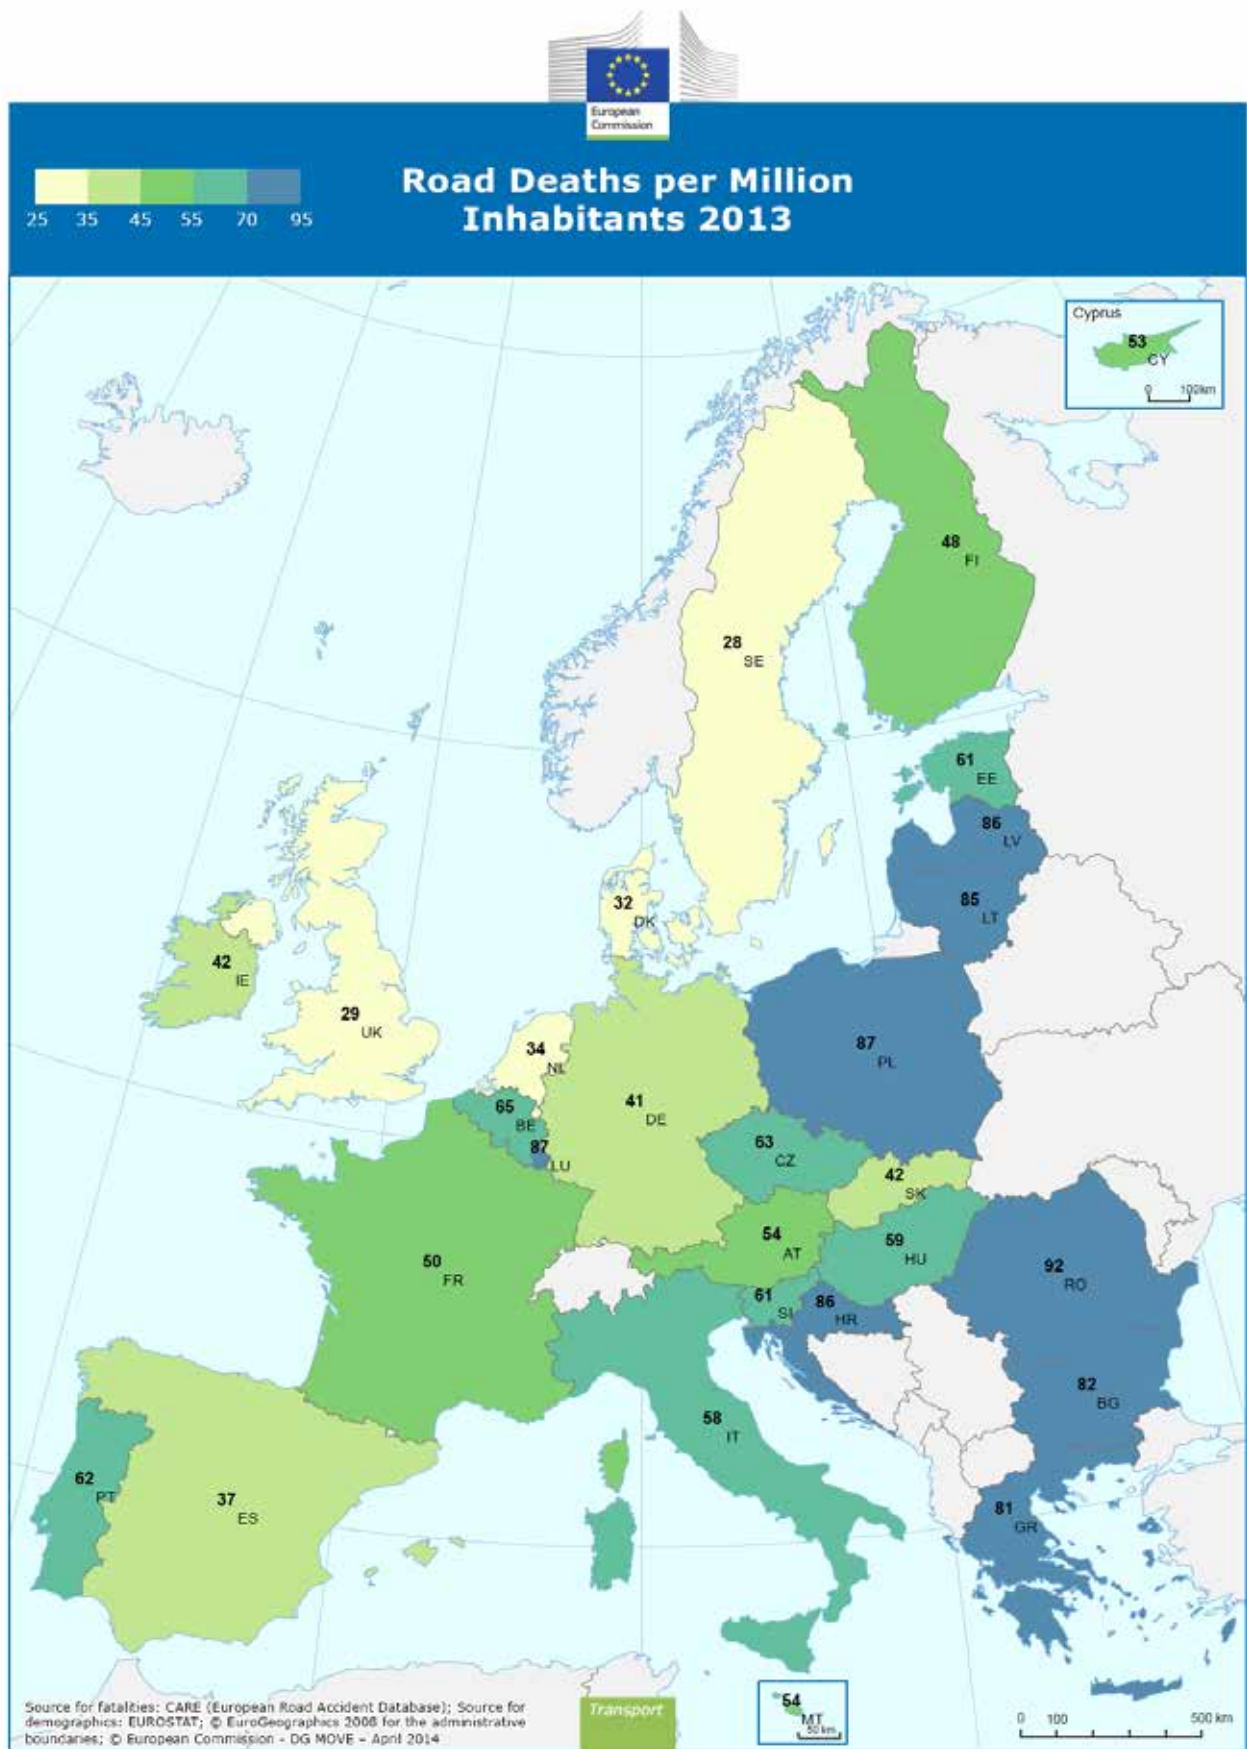 European
Commission
Road Deaths per Million
Inhabitants 2013
25 35 45 55 70 95
Cyprus
53
CY
0 100km
48
FI
28
SE
61
EE
86
LV
85
LT
32
DK
42
IE
29
UK
34
NL
87
PL
41
DE
65
BE
87
LU
63
CZ
42
SK
54
AT
59
HU
50
FR
92
RO
61
SI
86
HR
82
BG
58
IT
62
PT
37
ES
81
GR
Source for fatalities: CARE (European Road Accident Database); Source for
demographics: EUROSTAT; © EuroGeographics 2008 for the administrative
boundaries; © European Commission - DG MOVE – April 2014
Transport
54
MT
50 km
0 100 500 km